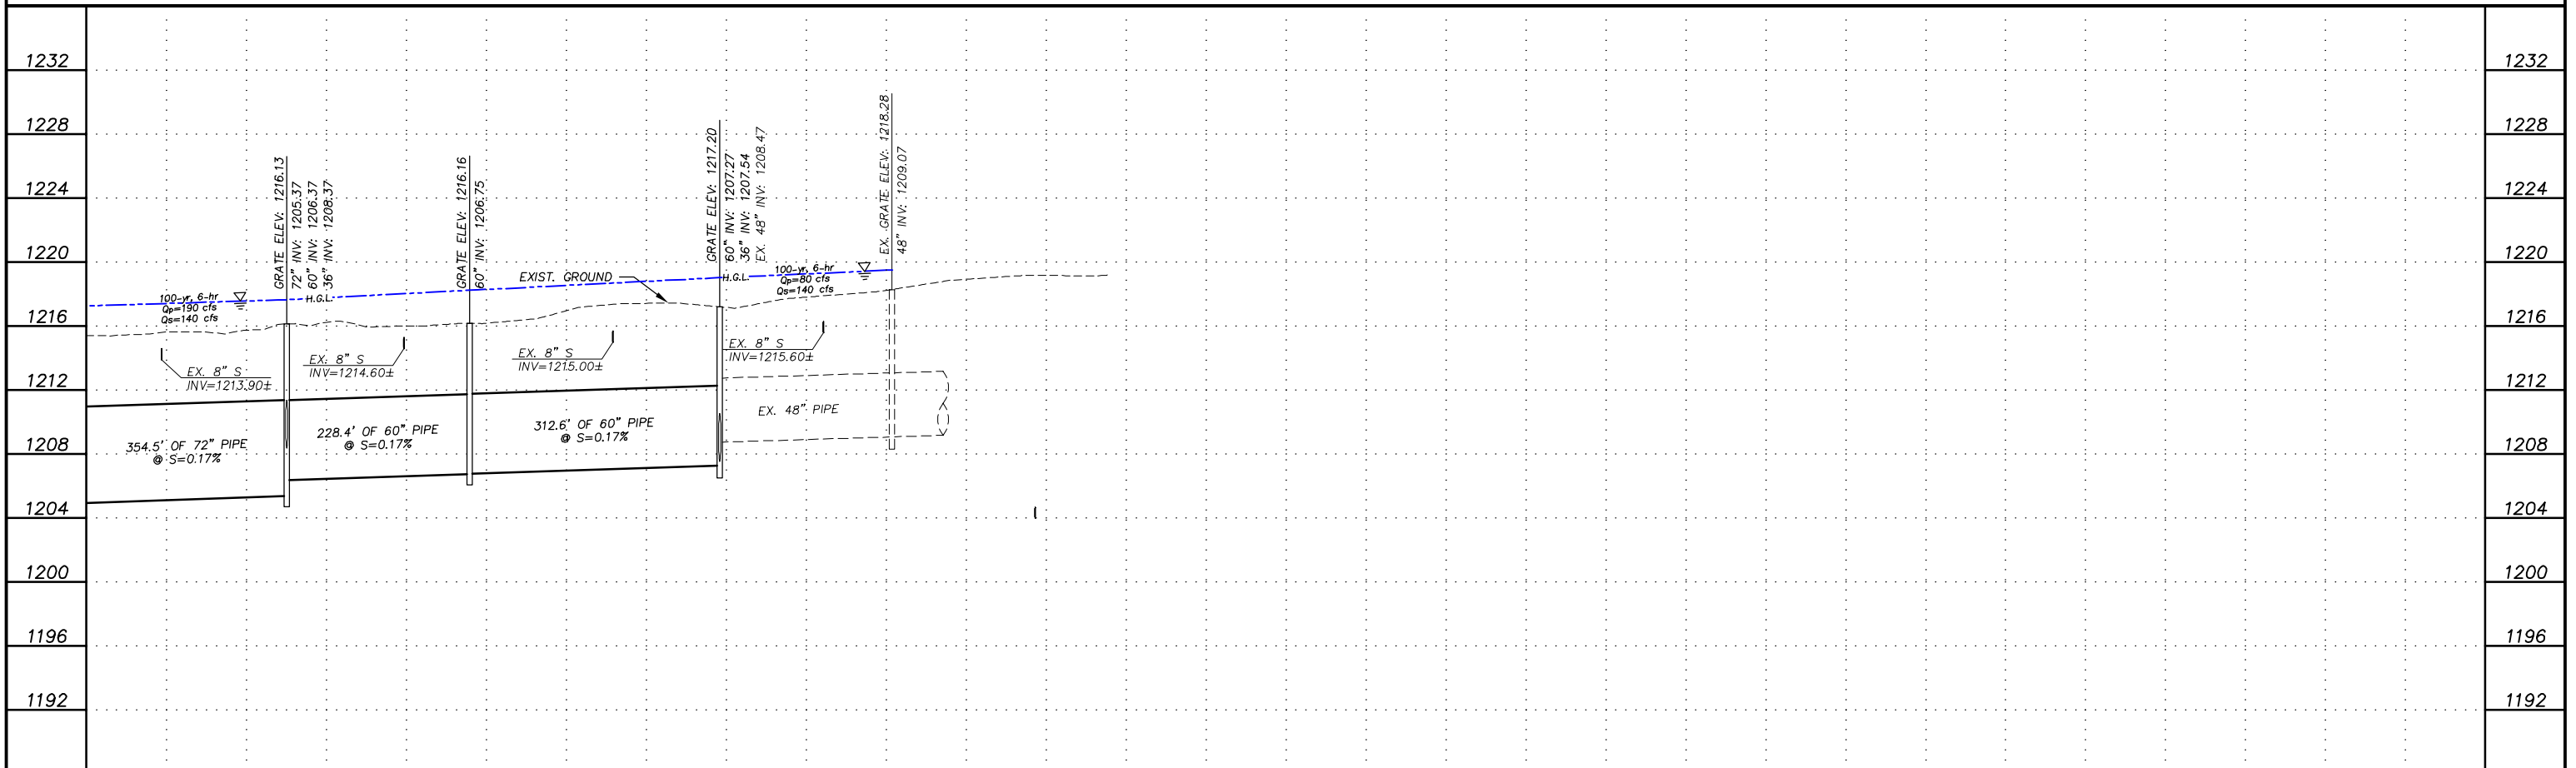 1232
1228
1224
1220
1216
1212
1208
1204
1200
1196
1192
GRATE ELEV: 1216.13
72" INV: 1205.37
60" INV: 1206.37
36" INV: 1208.37
GRATE ELEV: 1216.16
60" INV: 1206.75
GRATE ELEV: 1217.20
60" INV: 1207.27
36" INV: 1207.54
EX. 48" INV: 1208.47
EX. GRATE ELEV: 1218.28
48" INV: 1209.07
100-yr, 6-hr
Qp=190 cfs
Qs=140 cfs
H.G.L.
EXIST. GROUND
H.G.L.
100-yr, 6-hr
Qp=80 cfs
Qs=140 cfs
EX. 8" S
INV=1213.90±
EX. 8" S
INV=1214.60±
EX. 8" S
INV=1215.00±
EX. 8" S
INV=1215.60±
354.5' OF 72" PIPE
@ S=0.17%
228.4' OF 60" PIPE
@ S=0.17%
312.6' OF 60" PIPE
@ S=0.17%
EX. 48" PIPE
1232
1228
1224
1220
1216
1212
1208
1204
1200
1196
1192